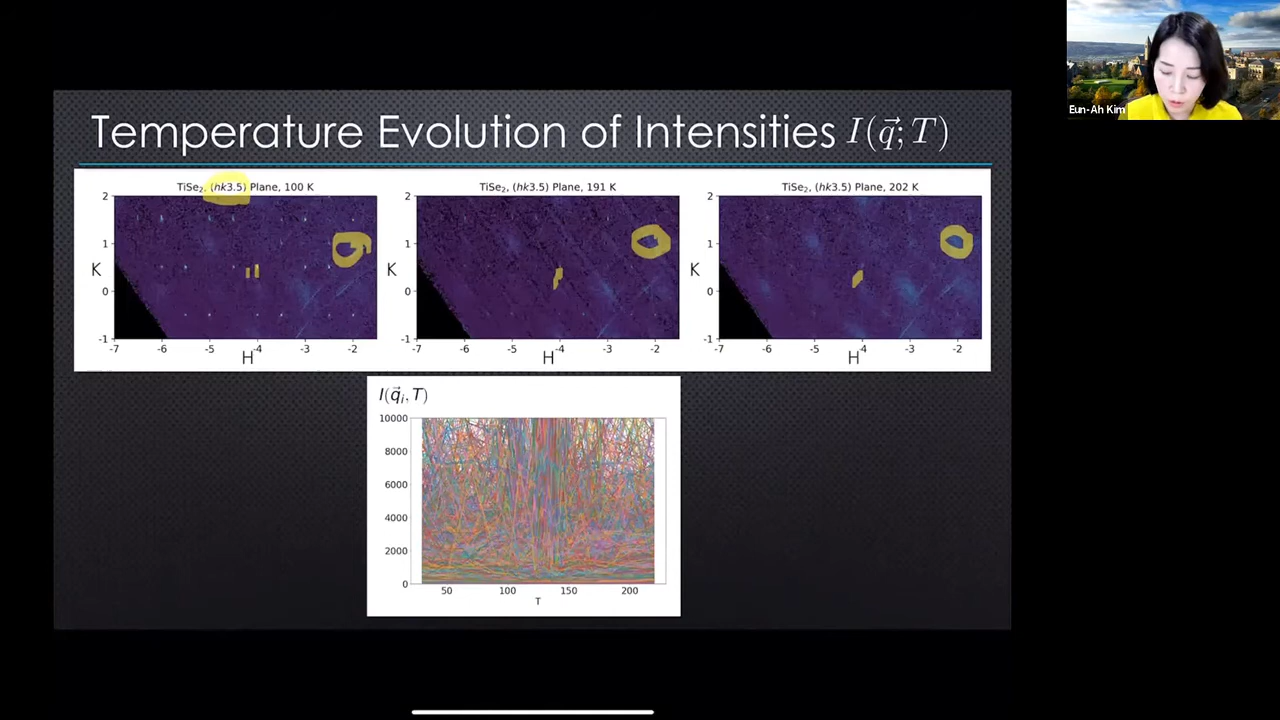 Eun-Ah Kim
Temperature Evolution of Intensities I(q⃗;T)
TiSe₂, (hk3.5) Plane, 100 K
2
1
0
-1
K
-7 -6 -5 -4 -3 -2
H
TiSe₂, (hk3.5) Plane, 191 K
2
1
0
-1
K
-7 -6 -5 -4 -3 -2
H
TiSe₂, (hk3.5) Plane, 202 K
2
1
0
-1
K
-7 -6 -5 -4 -3 -2
H
I(q⃗ᵢ,T)
10000
8000
6000
4000
2000
0
50 100 150 200
T